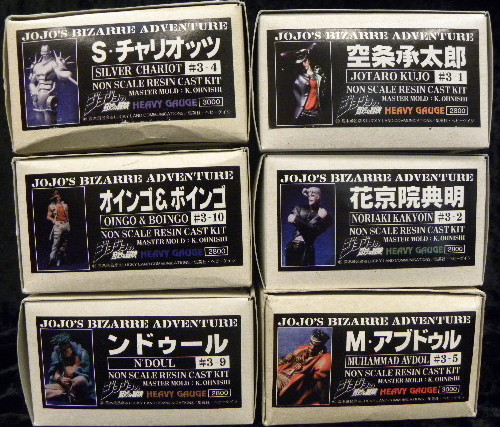 JOJO'S BIZARRE ADVENTURE
S・チャリオッツ
SILVER CHARIOT #3-4
NON SCALE RESIN CAST KIT
MASTER MOLD : K. OHNISHI
HEAVY GAUGE 3000
JOJO'S BIZARRE ADVENTURE
空条承太郎
JOTARO KUJO #3-1
NON SCALE RESIN CAST KIT
MASTER MOLD : K. OHNISHI
HEAVY GAUGE 2800
JOJO'S BIZARRE ADVENTURE
オインゴ&ボインゴ
OINGO & BOINGO #3-10
NON SCALE RESIN CAST KIT
MASTER MOLD : K. OHNISHI
HEAVY GAUGE 2800
JOJO'S BIZARRE ADVENTURE
花京院典明
NORIAKI KAKYOIN #3-2
NON SCALE RESIN CAST KIT
MASTER MOLD : K. OHNISHI
HEAVY GAUGE 2800
JOJO'S BIZARRE ADVENTURE
ンドゥール
N'DOUL #3-9
NON SCALE RESIN CAST KIT
MASTER MOLD : K. OHNISHI
HEAVY GAUGE 2800
JOJO'S BIZARRE ADVENTURE
M・アブドゥル
MUHAMMAD AVDOL #3-5
NON SCALE RESIN CAST KIT
MASTER MOLD : K. OHNISHI
HEAVY GAUGE 3000